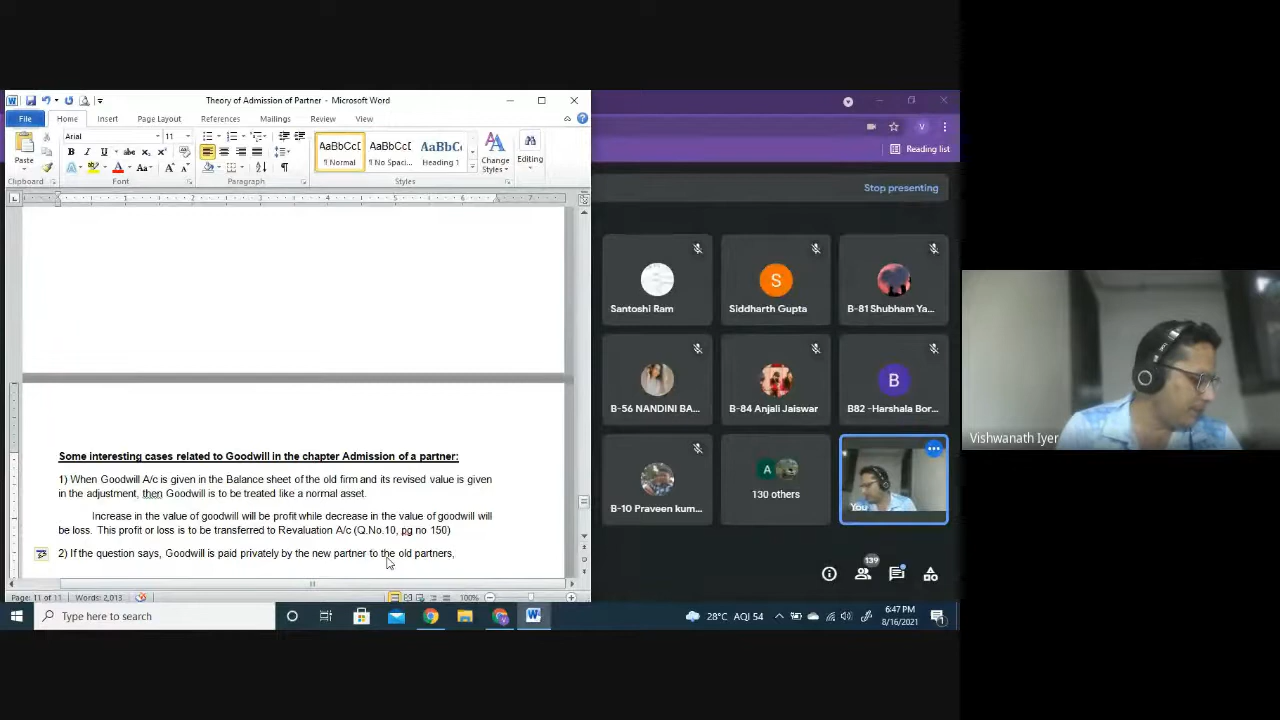 Theory of Admission of Partner - Microsoft Word
File
Home
Insert
Page Layout
References
Mailings
Review
View
Reading list
Paste
Arial
11
AaBbCcDc
AaBbCcDc
AaBbCc
¶ Normal
¶ No Spaci...
Heading 1
Change
Styles
Editing
Clipboard
Font
Paragraph
Styles
Stop presenting
Santoshi Ram
S
Siddharth Gupta
B-81 Shubham Ya...
B-56 NANDINI BA...
B-84 Anjali Jaiswar
B
B82 -Harshala Bor...
B-10 Praveen kum...
A
130 others
You
Vishwanath Iyer
Some interesting cases related to Goodwill in the chapter Admission of a partner:
1) When Goodwill A/c is given in the Balance sheet of the old firm and its revised value is given
in the adjustment, then Goodwill is to be treated like a normal asset.
Increase in the value of goodwill will be profit while decrease in the value of goodwill will
be loss. This profit or loss is to be transferred to Revaluation A/c (Q.No.10, pg no 150)
2) If the question says, Goodwill is paid privately by the new partner to the old partners,
139
Page: 11 of 11
Words: 2,013
100%
Type here to search
28°C AQI 54
6:47 PM
8/16/2021